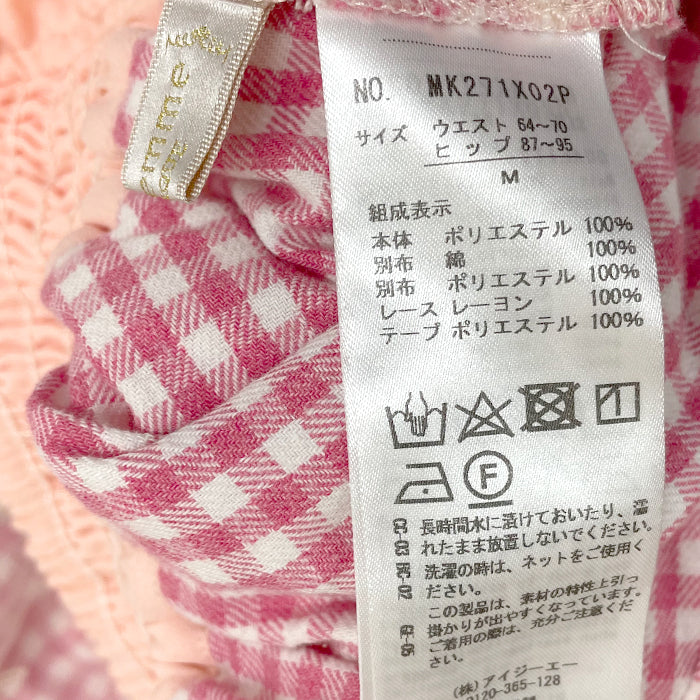 NO. MK271X02P
サイズ ウエスト 64〜70
ヒップ 87〜95
M
組成表示
本体 ポリエステル 100%
別布 綿 100%
別布 ポリエステル 100%
レース レーヨン 100%
テープ ポリエステル 100%
F
長時間水に漬けておいたり、濡
れたまま放置しないでください。
洗濯の時は、ネットをご使用く
ださい。
この製品は、素材の特性上引っ
掛かりが出やすくなっています。
ご着用の際は、充分ご注意くだ
さい。
(株)アイジーエー
0120-365-128